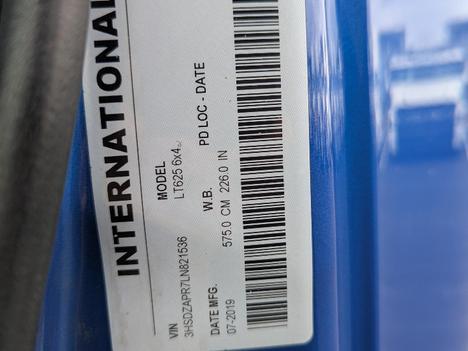 INTERNATIONAL
MODEL
LT625 6x4
VIN
3HSDZAPR7LN821536
W.B.
575.0 CM 226.0 IN
PD LOC - DATE
DATE MFG.
07-2019